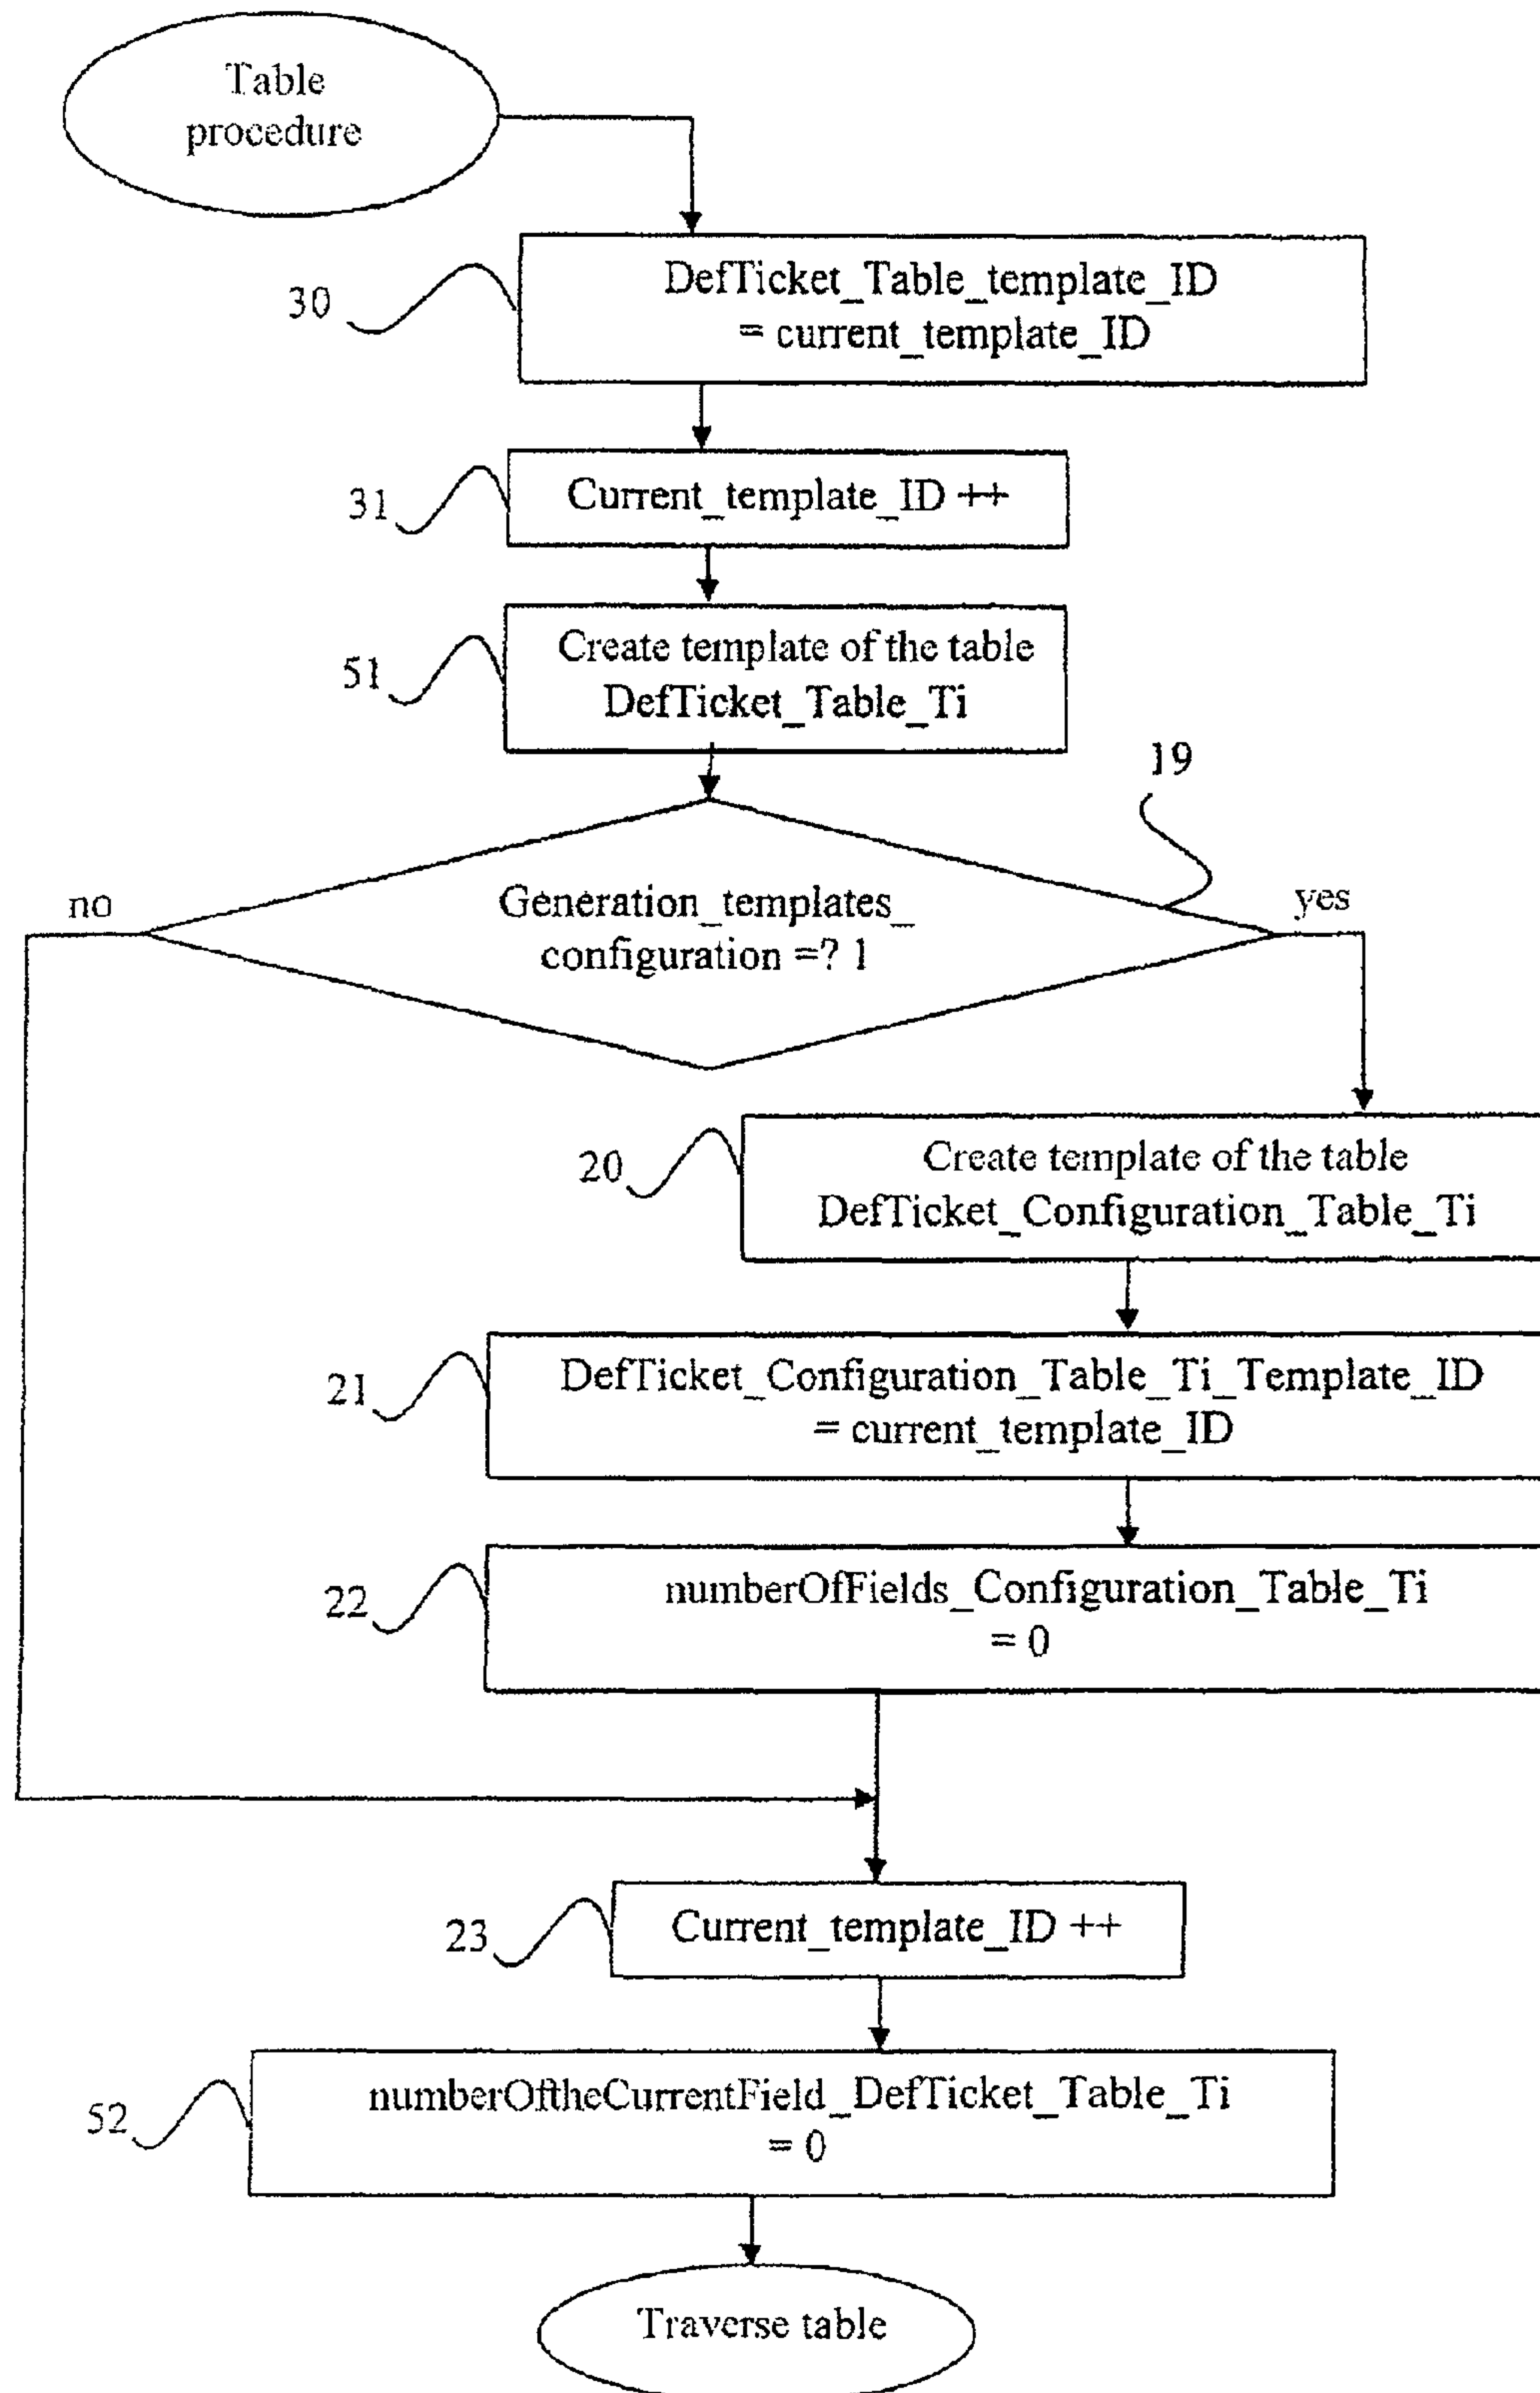 Table
procedure
30
DefTicket_Table_template_ID
= current_template_ID
31
Current_template_ID ++
51
Create template of the table
DefTicket_Table_Ti
19
no
Generation_templates_
configuration =? 1
yes
20
Create template of the table
DefTicket_Configuration_Table_Ti
21
DefTicket_Configuration_Table_Ti_Template_ID
= current_template_ID
22
numberOfFields_Configuration_Table_Ti
= 0
23
Current_template_ID ++
52
numberOftheCurrentField_DefTicket_Table_Ti
= 0
Traverse table